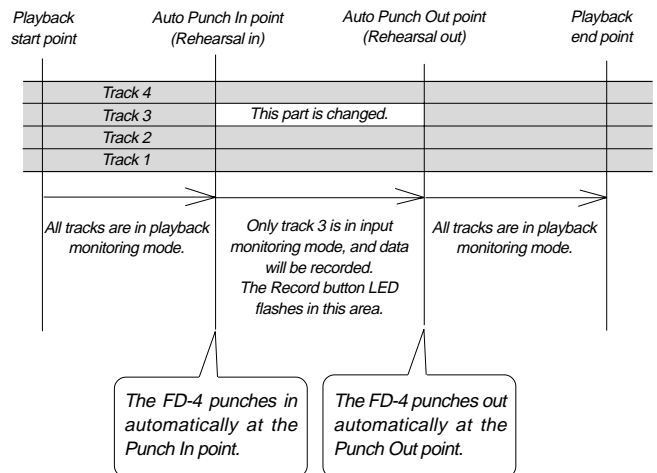 Playback
start point
Auto Punch In point
(Rehearsal in)
Auto Punch Out point
(Rehearsal out)
Playback
end point
Track 4
Track 3
This part is changed.
Track 2
Track 1
All tracks are in playback
monitoring mode.
Only track 3 is in input
monitoring mode, and data
will be recorded.
The Record button LED
flashes in this area.
All tracks are in playback
monitoring mode.
The FD-4 punches in
automatically at the
Punch In point.
The FD-4 punches out
automatically at the
Punch Out point.